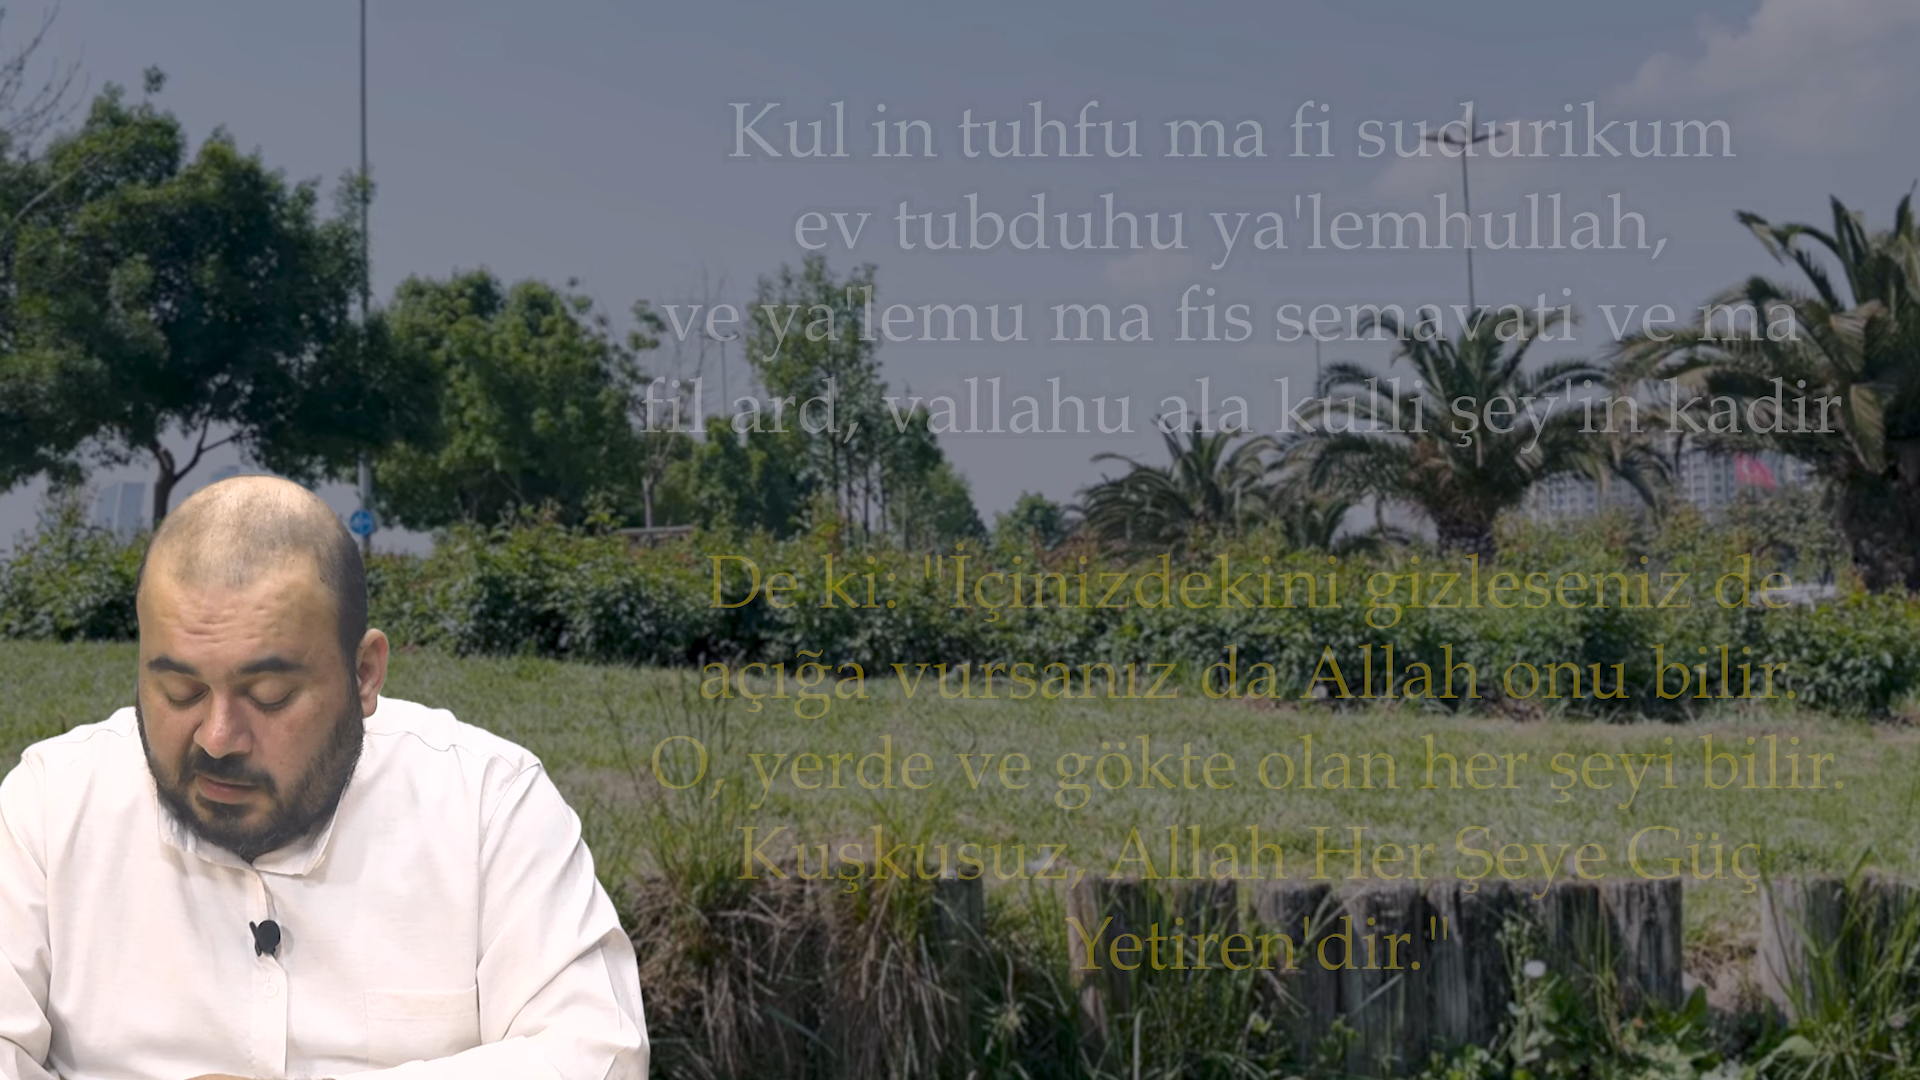 Kul in tuhfu ma fi sudurikum
ev tubduhu ya'lemhullah,
ve ya'lemu ma fis semavati ve ma
fil ard, vallahu ala kulli şey'in kadir
De ki: "İçinizdekini gizleseniz de
açığa vursanız da Allah onu bilir.
O, yerde ve gökte olan her şeyi bilir.
Kuşkusuz, Allah Her Şeye Güç
Yetiren'dir."